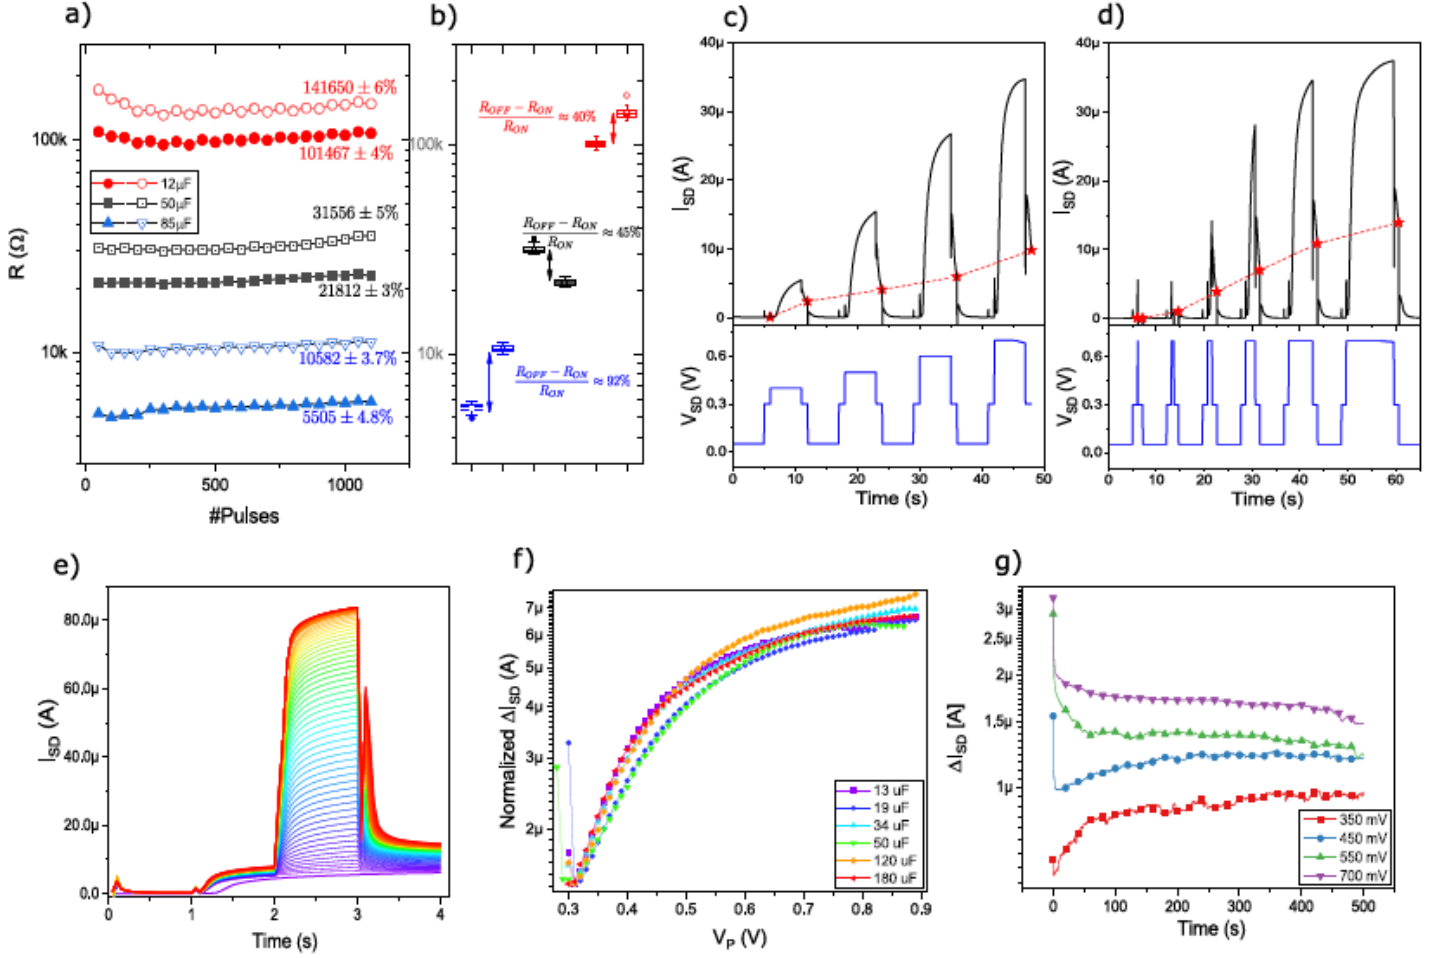 a)
141650 ± 6%
101467 ± 4%
12μF
50μF
85μF
31556 ± 5%
21812 ± 3%
10582 ± 3.7%
5505 ± 4.8%
100k
10k
R (Ω)
0
500
1000
#Pulses
b)
R_OFF − R_ON
R_ON
≈ 40%
R_OFF − R_ON
R_ON
≈ 45%
R_OFF − R_ON
R_ON
≈ 92%
100k
10k
c)
40μ
30μ
20μ
10μ
0
I_SD (A)
0,6
0.3
0.0
V_SD (V)
0 10 20 30 40 50
Time (s)
d)
40μ
30μ
20μ
10μ
0
I_SD (A)
0,6
0.3
0.0
V_SD (V)
0 10 20 30 40 50 60
Time (s)
e)
80.0μ
60.0μ
40.0μ
20.0μ
0.0
I_SD (A)
0 1 2 3 4
Time (s)
f)
7μ
6μ
5μ
4μ
3μ
2μ
Normalized ΔI_SD (A)
13 uF
19 uF
34 uF
50 uF
120 uF
180 uF
0.3 0.4 0.5 0.6 0.7 0.8 0.9
V_P (V)
g)
3μ
2,5μ
2μ
1,5μ
1μ
ΔI_SD [A]
350 mV
450 mV
550 mV
700 mV
0 100 200 300 400 500
Time (s)